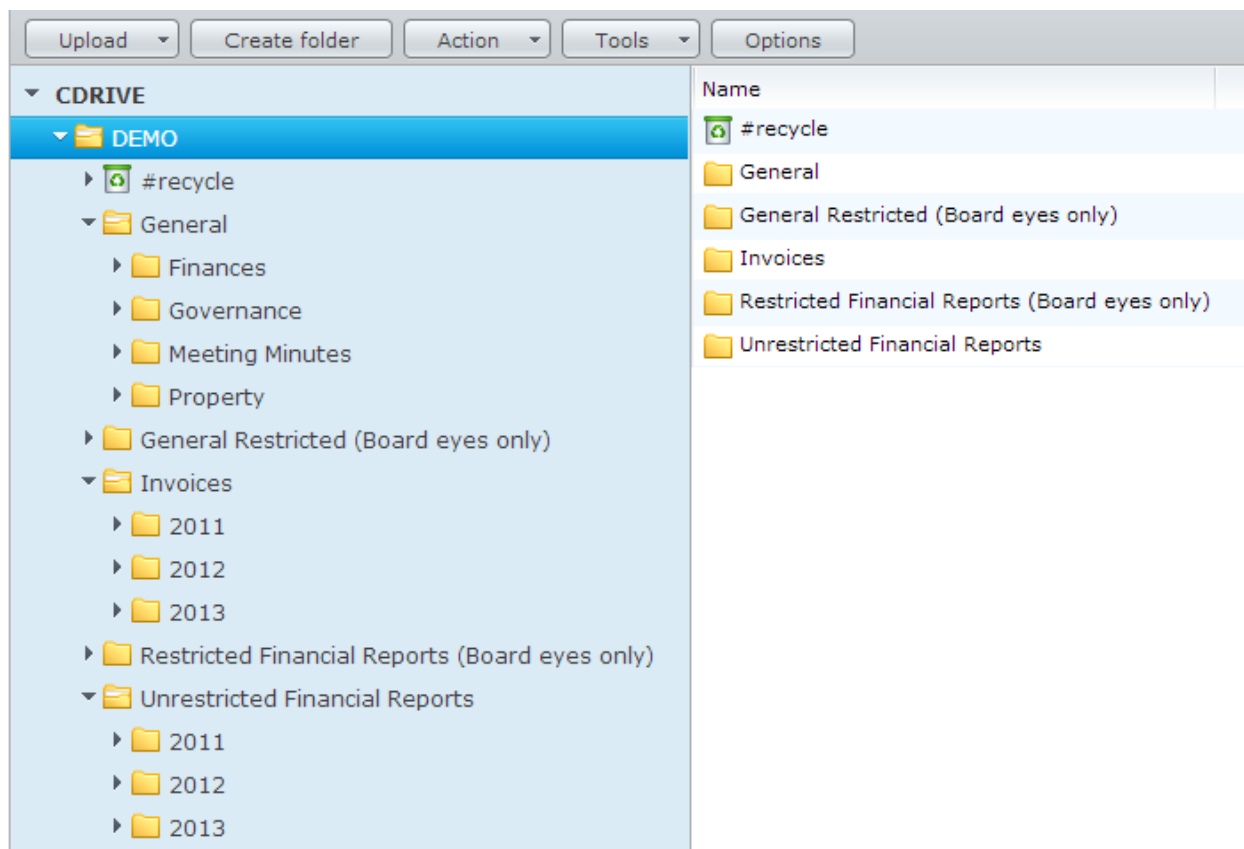 Upload Create folder Action Tools Options
CDRIVE
DEMO
#recycle
General
Finances
Governance
Meeting Minutes
Property
General Restricted (Board eyes only)
Invoices
2011
2012
2013
Restricted Financial Reports (Board eyes only)
Unrestricted Financial Reports
2011
2012
2013
Name
#recycle
General
General Restricted (Board eyes only)
Invoices
Restricted Financial Reports (Board eyes only)
Unrestricted Financial Reports